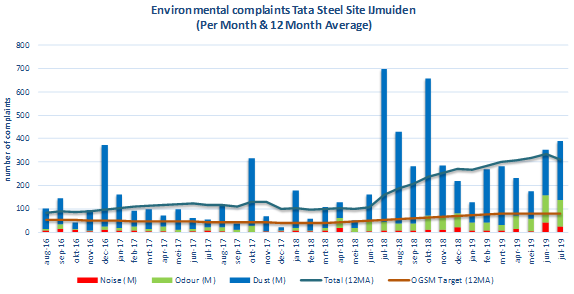 Environmental complaints Tata Steel Site IJmuiden
(Per Month & 12 Month Average)
number of complaints
800
700
600
500
400
300
200
100
0
aug 16
sep 16
okt 16
nov 16
dec 16
jan 17
feb 17
mrt 17
apr 17
mei 17
jun 17
jul 17
aug 17
sep 17
okt 17
nov 17
dec 17
jan 18
feb 18
mrt 18
apr 18
mei 18
jun 18
jul 18
aug 18
sep 18
okt 18
nov 18
dec 18
jan 19
feb 19
mrt 19
apr 19
mei 19
jun 19
jul 19
Noise (M) Odour (M) Dust (M) Total (12MA) OGSM Target (12MA)